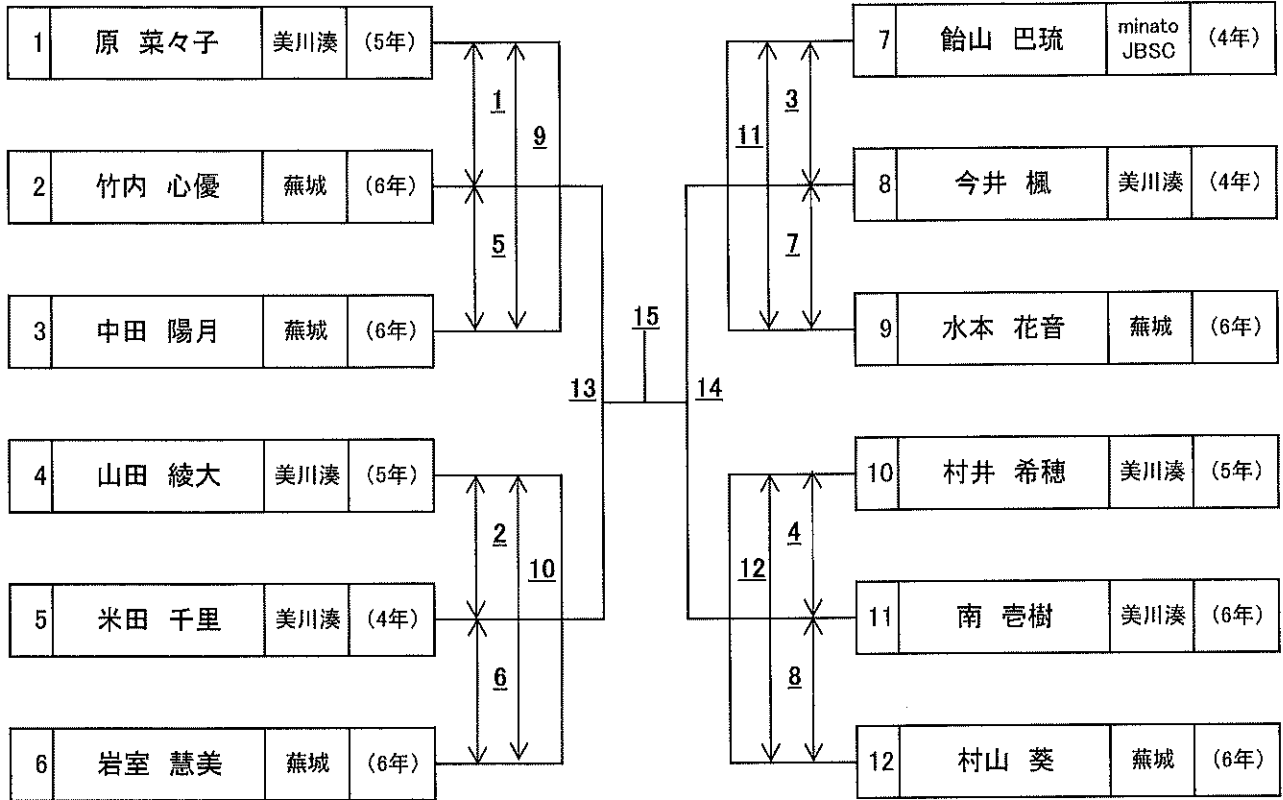 1 原 菜々子 美川湊 (5年)
2 竹内 心優 蕪城 (6年)
3 中田 陽月 蕪城 (6年)
4 山田 綾大 美川湊 (5年)
5 米田 千里 美川湊 (4年)
6 岩室 慧美 蕪城 (6年)
1
9
5
2
10
6
13
15
14
11
3
7
12
4
8
7 飴山 巴琉 minato JBSC (4年)
8 今井 楓 美川湊 (4年)
9 水本 花音 蕪城 (6年)
10 村井 希穂 美川湊 (5年)
11 南 壱樹 美川湊 (6年)
12 村山 葵 蕪城 (6年)